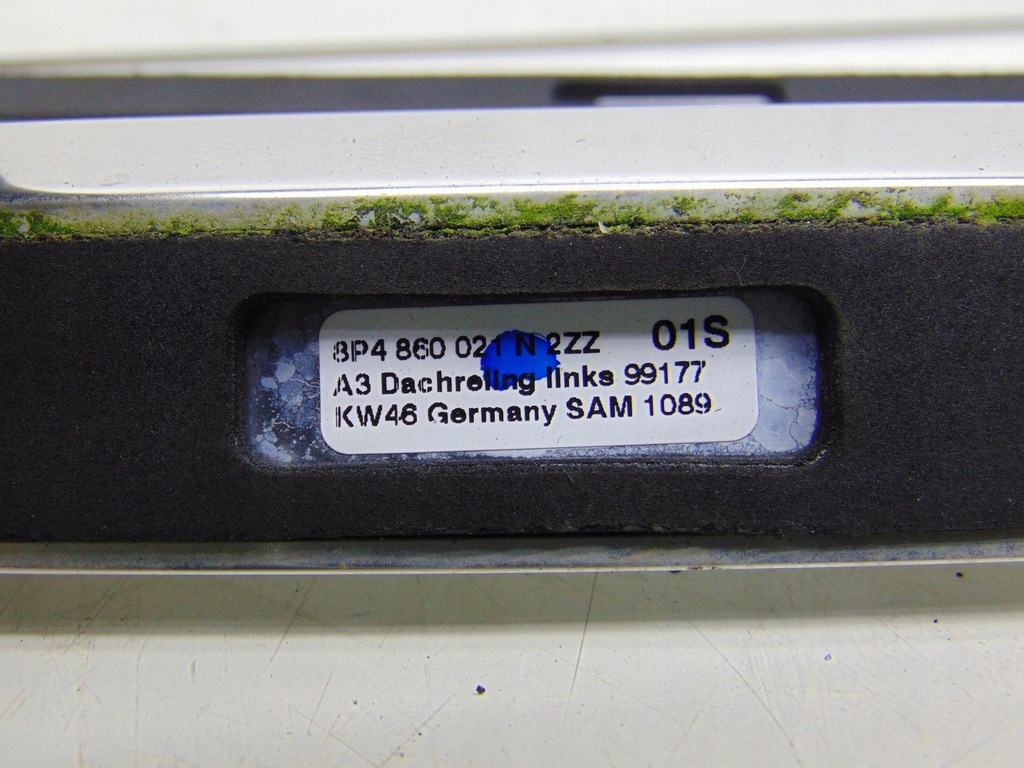 8P4 860 021 N 2ZZ 01S
A3 Dachreling links 99177
KW46 Germany SAM 1089